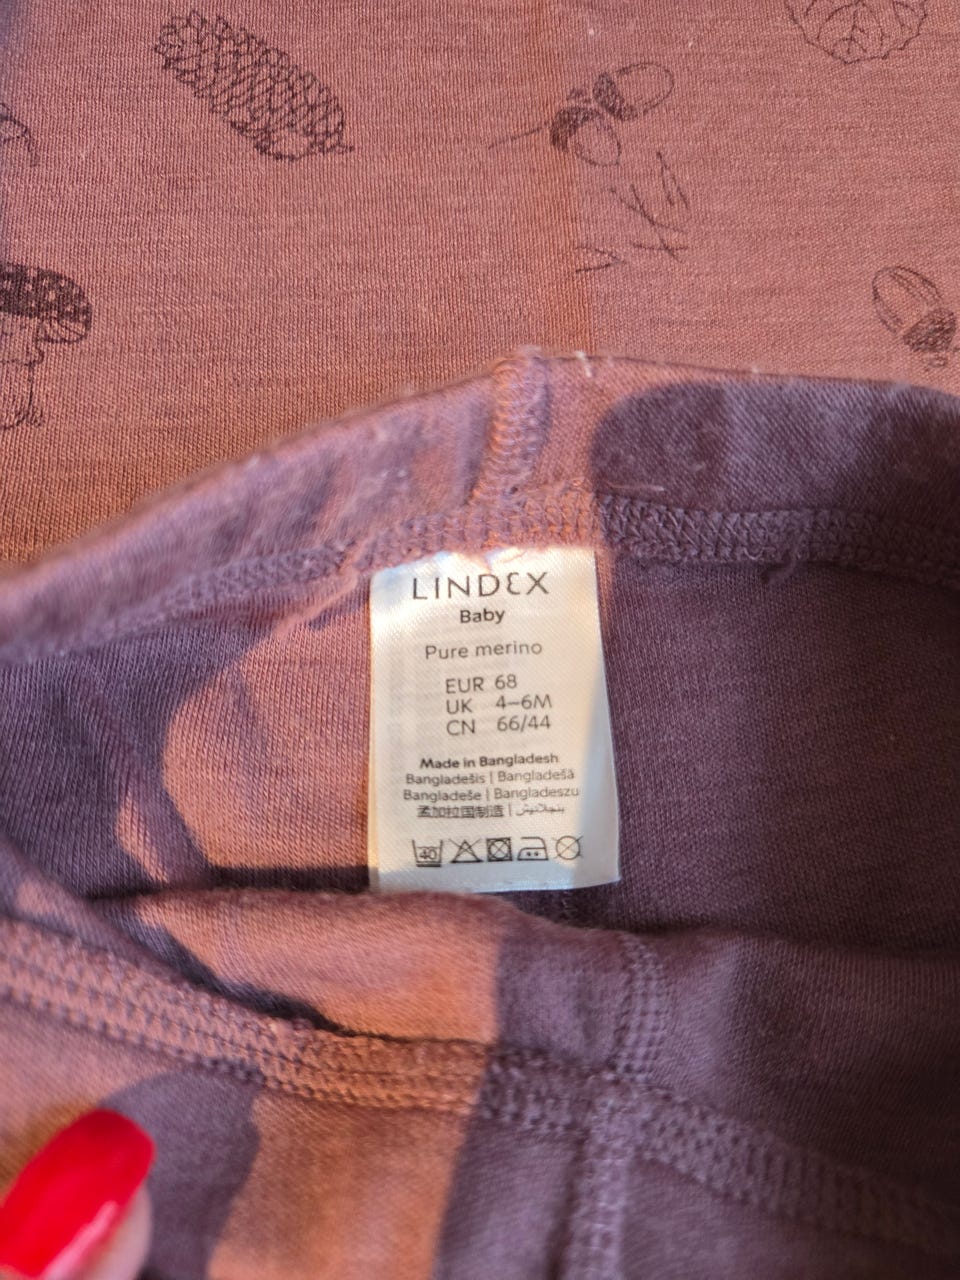 LINDEX
Baby
Pure merino
EUR 68
UK 4–6M
CN 66/44
Made in Bangladesh
Bangladešis | Bangladešā
Bangladeše | Bangladeszu
孟加拉国制造 | بنجلاديش
40